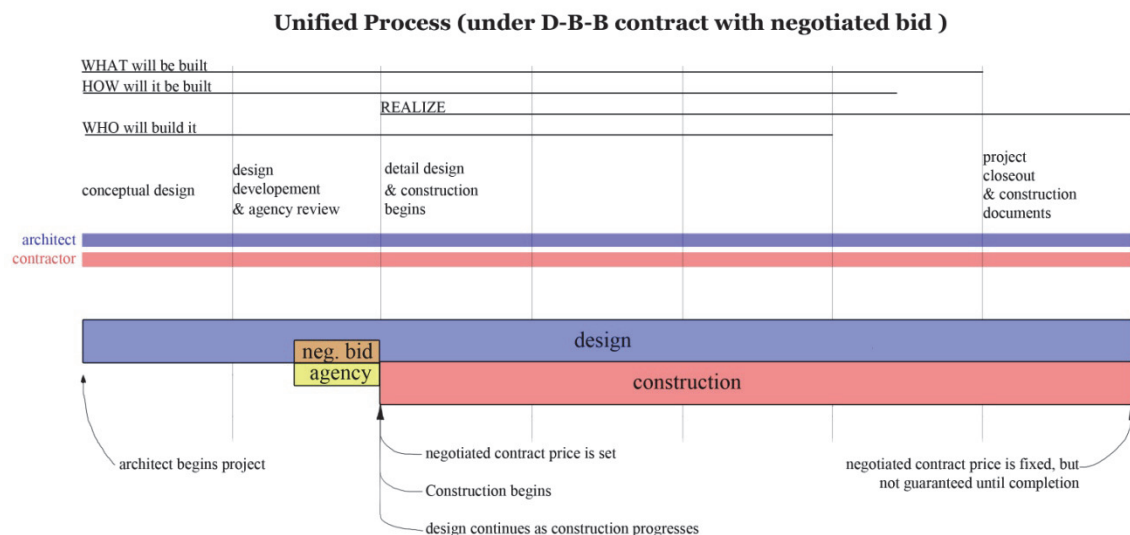 Unified Process (under D-B-B contract with negotiated bid )
WHAT will be built
HOW will it be built
REALIZE
WHO will build it
conceptual design
design
developement
& agency review
detail design
& construction
begins
project
closeout
& construction
documents
architect
contractor
design
neg. bid
agency
construction
architect begins project
negotiated contract price is set
Construction begins
design continues as construction progresses
negotiated contract price is fixed, but
not guaranteed until completion